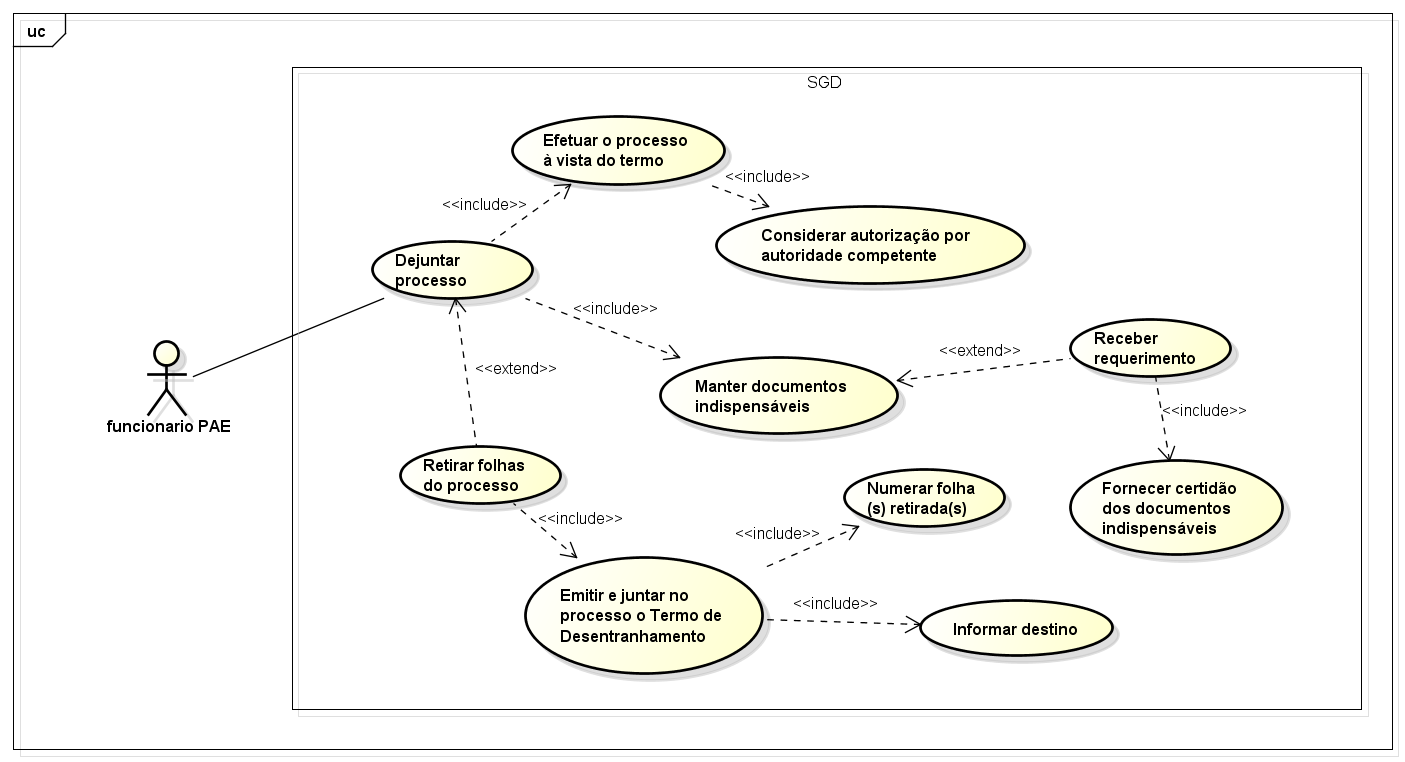 uc
SGD
Efetuar o processo
à vista do termo
<<include>>
<<include>>
Considerar autorização por
autoridade competente
Dejuntar
processo
<<include>>
Receber
requerimento
<<extend>>
<<extend>>
Manter documentos
indispensáveis
<<include>>
funcionario PAE
Retirar folhas
do processo
Numerar folha
(s) retirada(s)
Fornecer certidão
dos documentos
indispensáveis
<<include>>
<<include>>
Emitir e juntar no
processo o Termo de
Desentranhamento
<<include>>
Informar destino